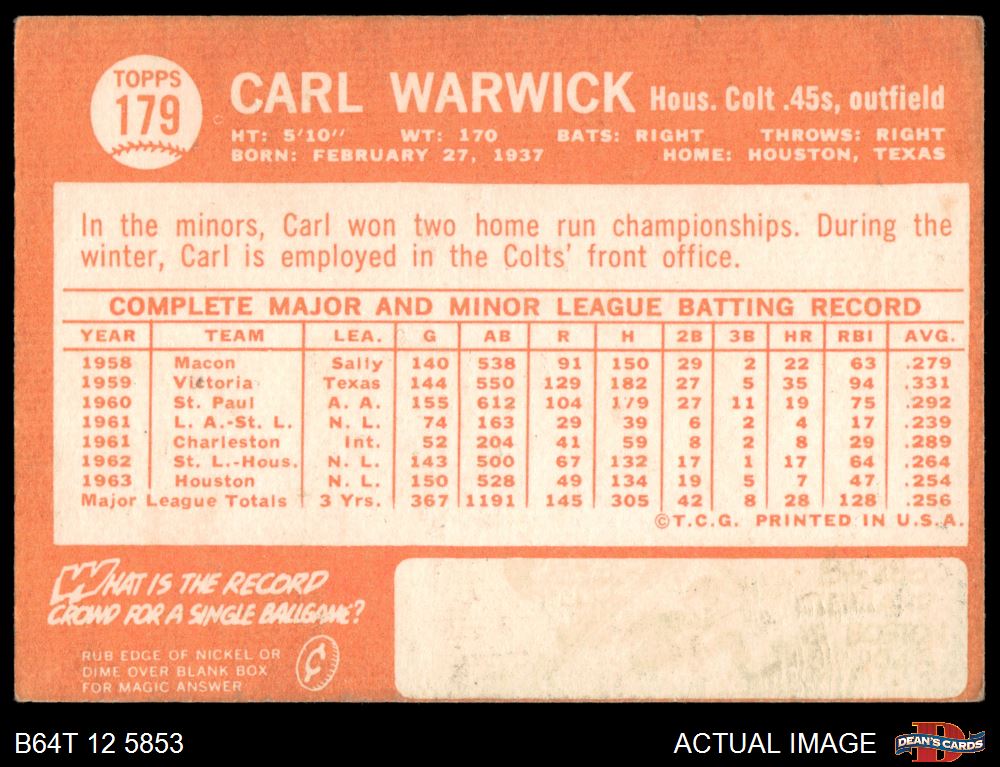 TOPPS
179
CARL WARWICK Hous. Colt .45s, outfield
HT: 5'10" WT: 170 BATS: RIGHT THROWS: RIGHT
BORN: FEBRUARY 27, 1937 HOME: HOUSTON, TEXAS
In the minors, Carl won two home run championships. During the
winter, Carl is employed in the Colts' front office.
COMPLETE MAJOR AND MINOR LEAGUE BATTING RECORD
YEAR TEAM LEA. G AB R H 2B 3B HR RBI AVG.
1958 Macon Sally 140 538 91 150 29 2 22 63 .279
1959 Victoria Texas 144 550 129 182 27 5 35 94 .331
1960 St. Paul A. A. 155 612 104 179 27 11 19 75 .292
1961 L. A.-St. L. N. L. 74 163 29 39 6 2 4 17 .239
1961 Charleston Int. 52 204 41 59 8 2 8 29 .289
1962 St. L.-Hous. N. L. 143 500 67 132 17 1 17 64 .264
1963 Houston N. L. 150 528 49 134 19 5 7 47 .254
Major League Totals 3 Yrs. 367 1191 145 305 42 8 28 128 .256
©T.C.G. PRINTED IN U.S.A.
WHAT IS THE RECORD
CROWD FOR A SINGLE BALLGAME?
RUB EDGE OF NICKEL OR
DIME OVER BLANK BOX
FOR MAGIC ANSWER
B64T 12 5853 ACTUAL IMAGE DEAN'S CARDS